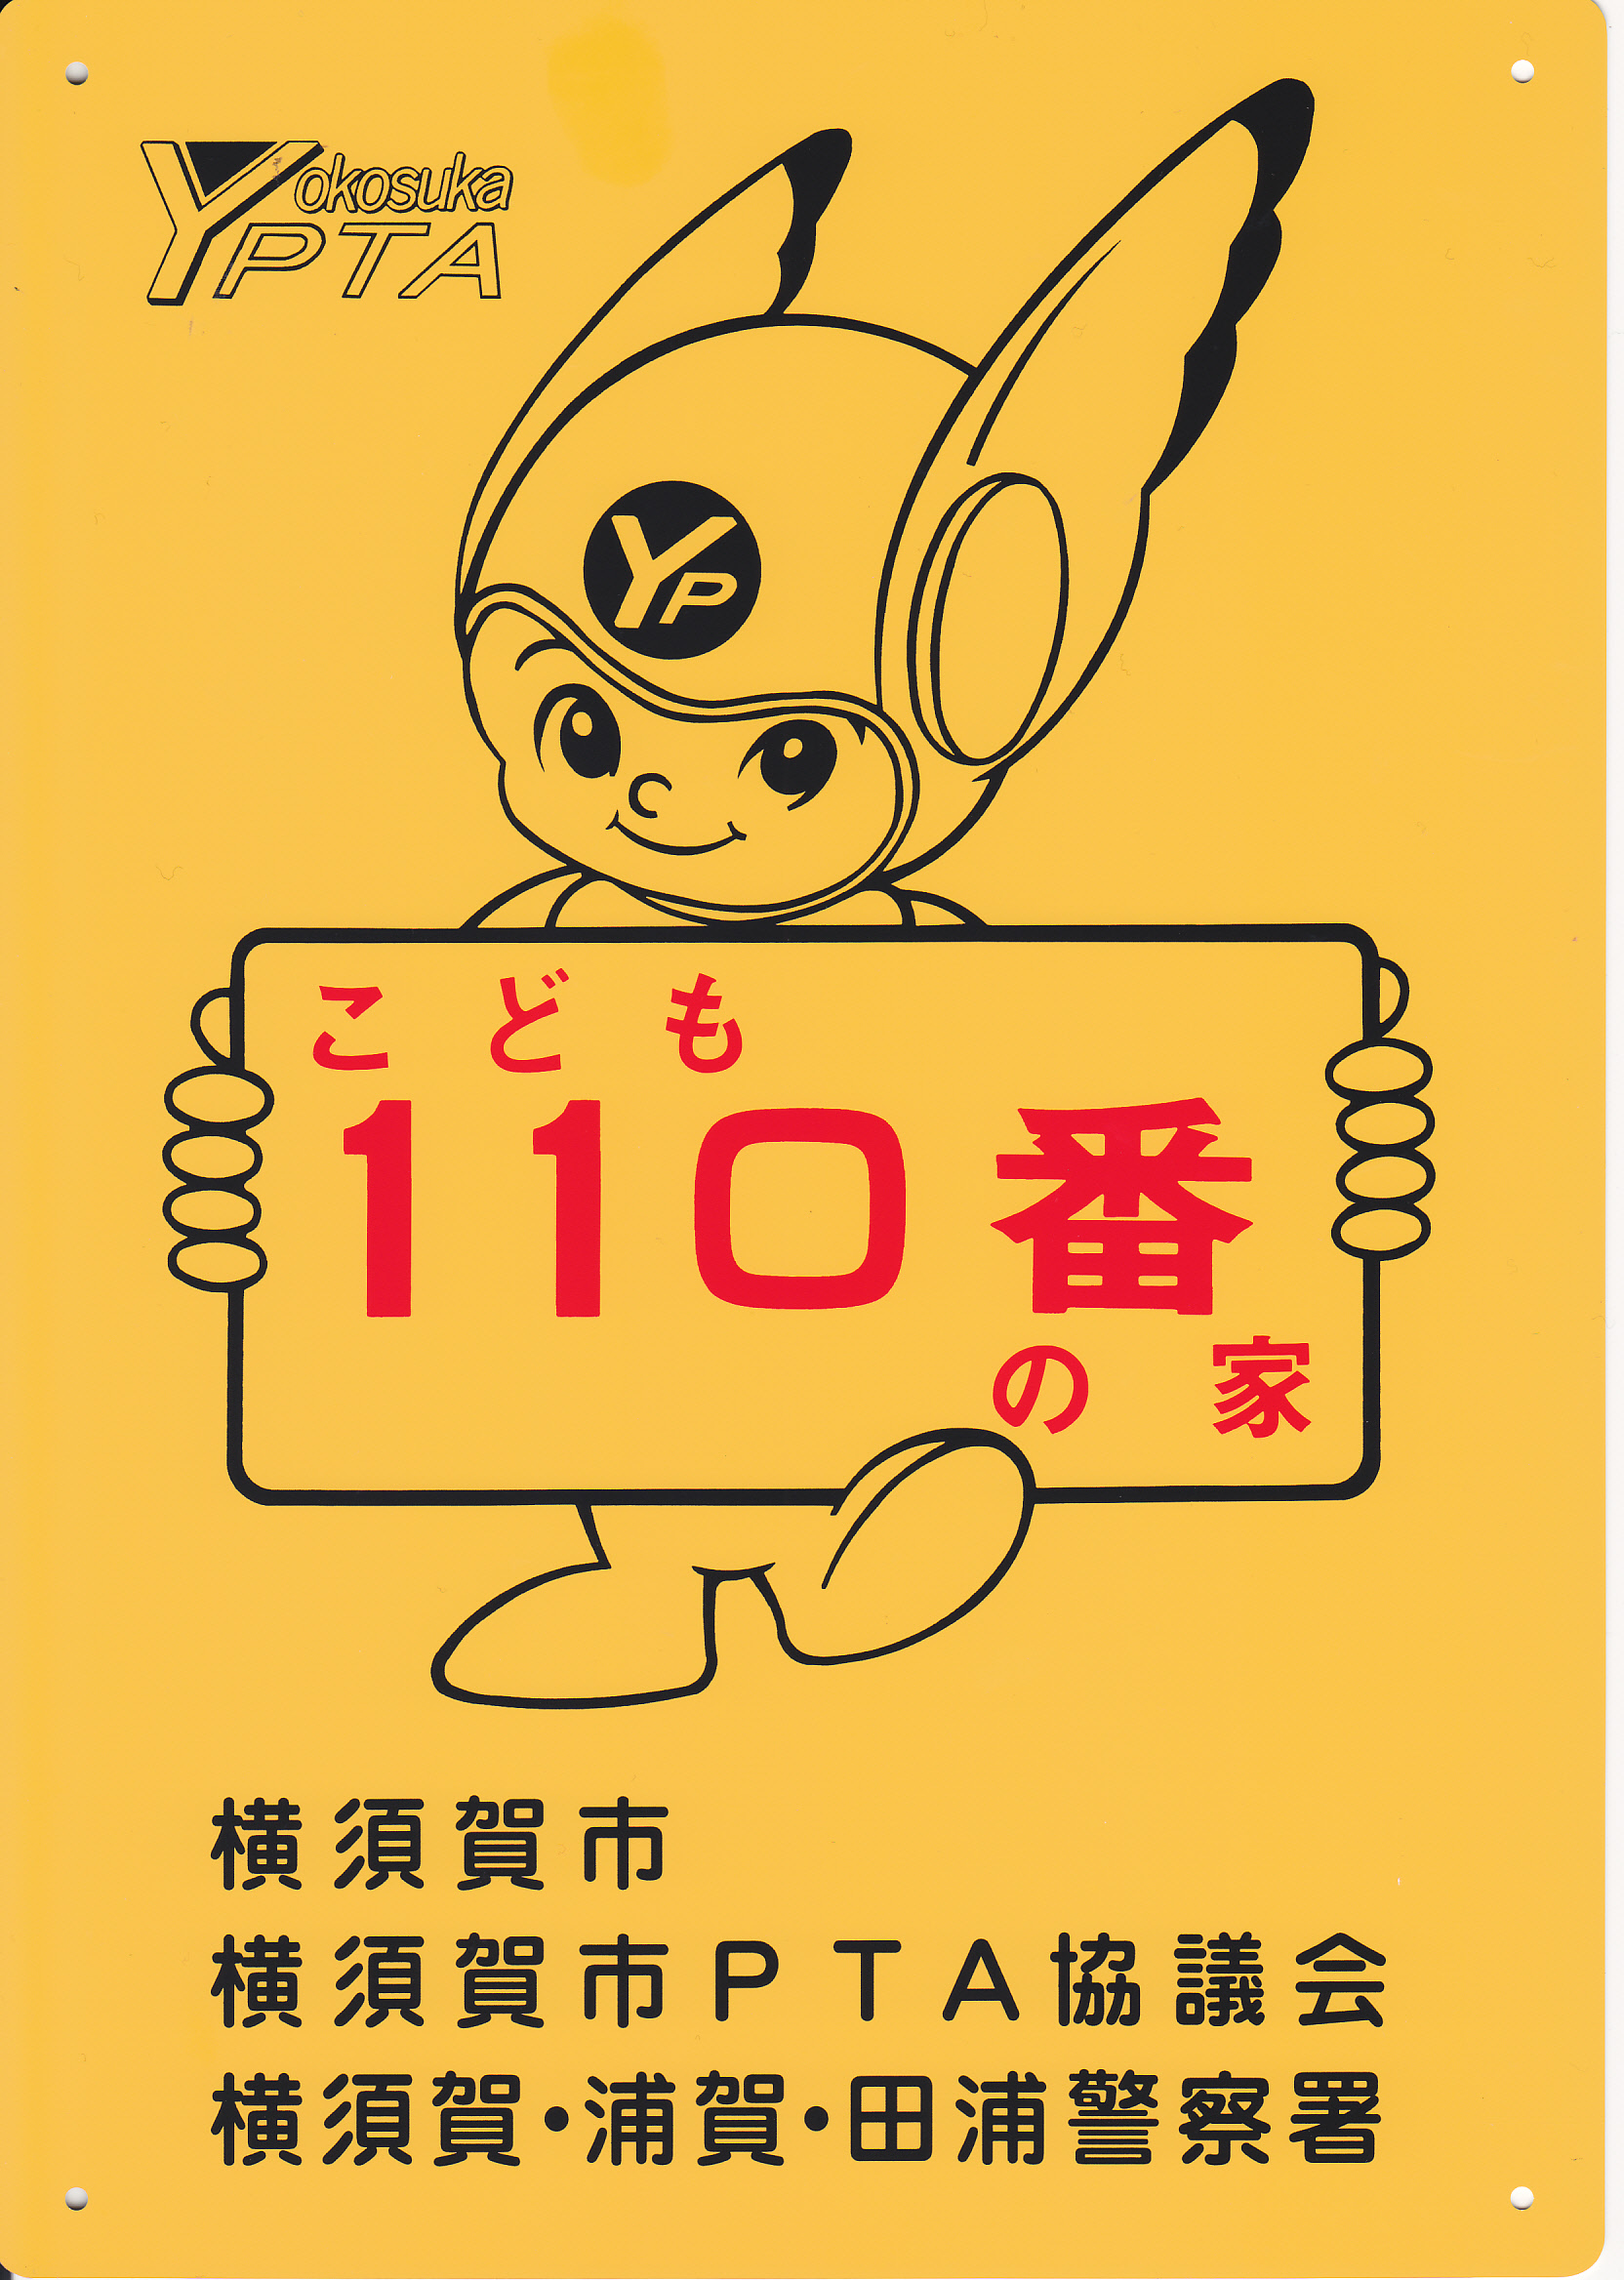 Yokosuka
PTA
YP
こども
110番
の家
横須賀市
横須賀市PTA協議会
横須賀・浦賀・田浦警察署